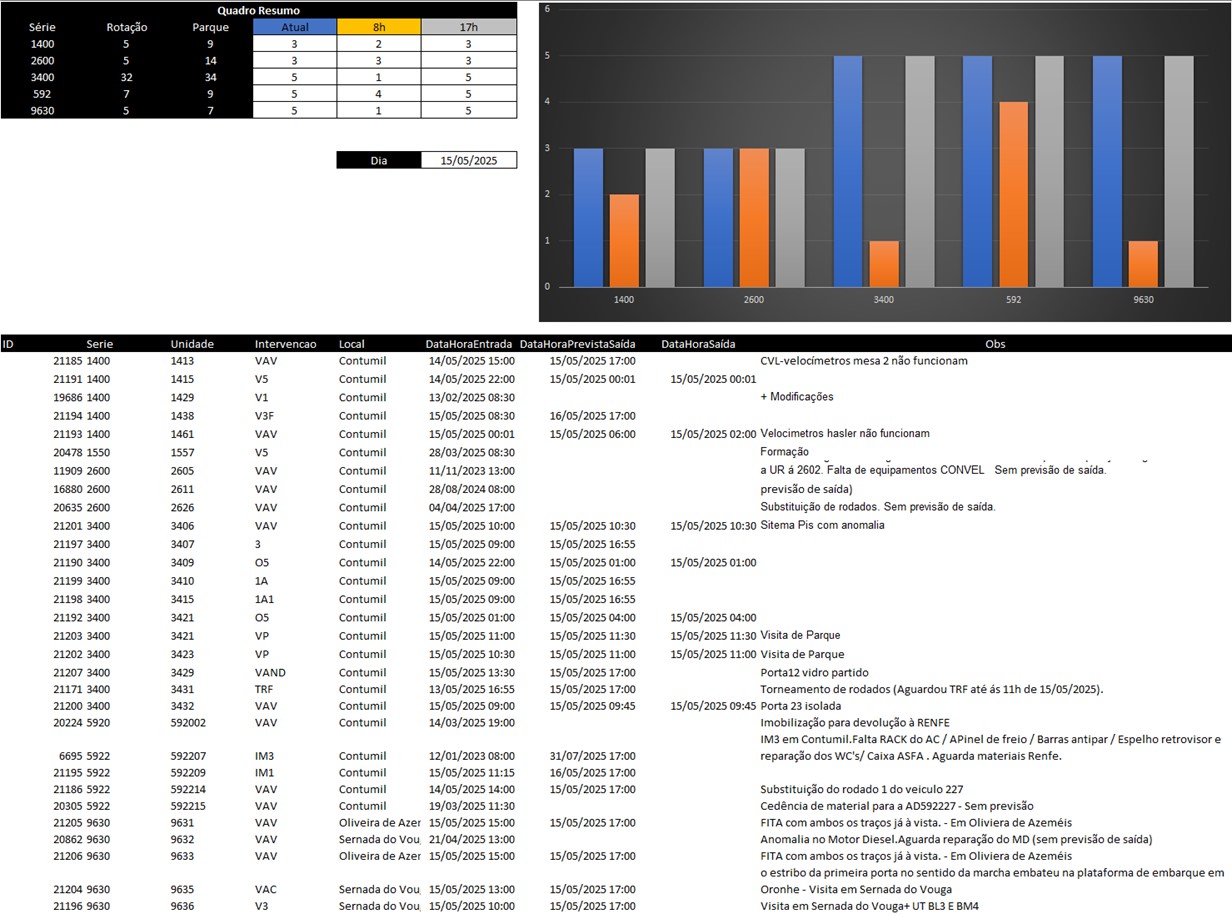 Quadro Resumo
Série Rotação Parque Atual 8h 17h
1400 5 9 3 2 3
2600 5 14 3 3 3
3400 32 34 5 1 5
592 7 9 5 4 5
9630 5 7 5 1 5
Dia 15/05/2025
6
5
4
3
2
1
0
1400 2600 3400 592 9630
ID Serie Unidade Intervencao Local DataHoraEntrada DataHoraPrevistaSaída DataHoraSaída Obs
21185 1400 1413 VAV Contumil 14/05/2025 15:00 15/05/2025 17:00 CVL-velocímetros mesa 2 não funcionam
21191 1400 1415 V5 Contumil 14/05/2025 22:00 15/05/2025 00:01 15/05/2025 00:01
19686 1400 1429 V1 Contumil 13/02/2025 08:30 + Modificações
21194 1400 1438 V3F Contumil 15/05/2025 08:30 16/05/2025 17:00
21193 1400 1461 VAV Contumil 15/05/2025 00:01 15/05/2025 06:00 15/05/2025 02:00 Velocimetros hasler não funcionam
20478 1550 1557 V5 Contumil 28/03/2025 08:30 Formação
11909 2600 2605 VAV Contumil 11/11/2023 13:00 a UR á 2602. Falta de equipamentos CONVEL Sem previsão de saída.
16880 2600 2611 VAV Contumil 28/08/2024 08:00 previsão de saída)
20635 2600 2626 VAV Contumil 04/04/2025 17:00 Substituição de rodados. Sem previsão de saída.
21201 3400 3406 VAV Contumil 15/05/2025 10:00 15/05/2025 10:30 15/05/2025 10:30 Sitema Pis com anomalia
21197 3400 3407 3 Contumil 15/05/2025 09:00 15/05/2025 16:55
21190 3400 3409 O5 Contumil 14/05/2025 22:00 15/05/2025 01:00 15/05/2025 01:00
21199 3400 3410 1A Contumil 15/05/2025 09:00 15/05/2025 16:55
21198 3400 3415 1A1 Contumil 15/05/2025 09:00 15/05/2025 16:55
21192 3400 3421 O5 Contumil 15/05/2025 01:00 15/05/2025 04:00 15/05/2025 04:00
21203 3400 3421 VP Contumil 15/05/2025 11:00 15/05/2025 11:30 15/05/2025 11:30 Visita de Parque
21202 3400 3423 VP Contumil 15/05/2025 10:30 15/05/2025 11:00 15/05/2025 11:00 Visita de Parque
21207 3400 3429 VAND Contumil 15/05/2025 13:30 15/05/2025 17:00 Porta12 vidro partido
21171 3400 3431 TRF Contumil 13/05/2025 16:55 15/05/2025 17:00 Torneamento de rodados (Aguardou TRF até ás 11h de 15/05/2025).
21200 3400 3432 VAV Contumil 15/05/2025 09:00 15/05/2025 09:45 15/05/2025 09:45 Porta 23 isolada
20224 5920 592002 VAV Contumil 14/03/2025 19:00 Imobilização para devolução à RENFE
IM3 em Contumil.Falta RACK do AC / APinel de freio / Barras antipar / Espelho retrovisor e
6695 5922 592207 IM3 Contumil 12/01/2023 08:00 31/07/2025 17:00 reparação dos WC's/ Caixa ASFA . Aguarda materiais Renfe.
21195 5922 592209 IM1 Contumil 15/05/2025 11:15 16/05/2025 17:00
21186 5922 592214 VAV Contumil 14/05/2025 14:00 15/05/2025 17:00 Substituição do rodado 1 do veiculo 227
20305 5922 592215 VAV Contumil 19/03/2025 11:30 Cedência de material para a AD592227 - Sem previsão
21205 9630 9631 VAV Oliveira de Azer 15/05/2025 15:00 15/05/2025 17:00 FITA com ambos os traços já à vista. - Em Oliviera de Azeméis
20862 9630 9632 VAV Sernada do Vou 21/04/2025 13:00 Anomalia no Motor Diesel.Aguarda reparação do MD (sem previsão de saída)
21206 9630 9633 VAV Oliveira de Azer 15/05/2025 15:00 15/05/2025 17:00 FITA com ambos os traços já à vista. - Em Oliviera de Azeméis
o estribo da primeira porta no sentido da marcha embateu na plataforma de embarque em
21204 9630 9635 VAC Sernada do Vou 15/05/2025 13:00 15/05/2025 17:00 Oronhe - Visita em Sernada do Vouga
21196 9630 9636 V3 Sernada do Vou 15/05/2025 10:00 15/05/2025 17:00 Visita em Sernada do Vouga+ UT BL3 E BM4